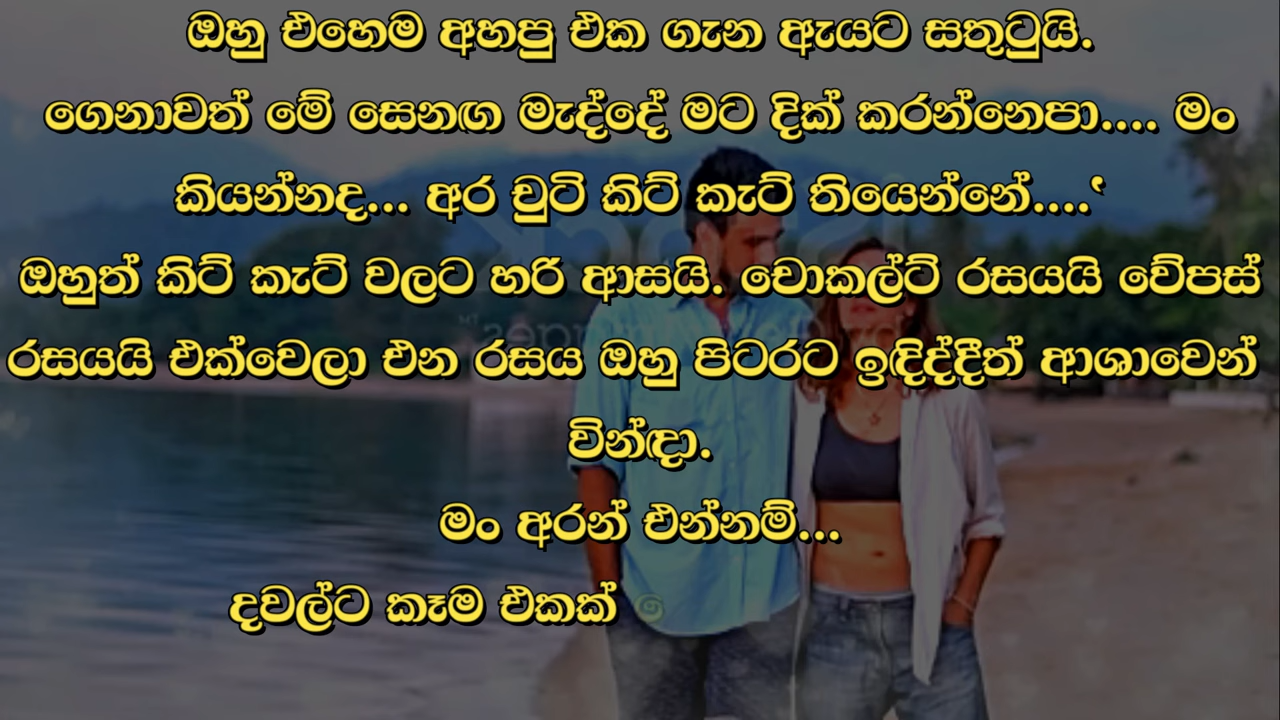 ඔහු එහෙම අහපු එක ගැන ඇයට සතුටුයි.
ගෙනාවත් මේ සෙනඟ මැද්දේ මට දික් කරන්නෙපා.... මං
කියන්නද... අර චුටි කිට් කැට් තියෙන්නේ....‛
ඔහුත් කිට් කැට් වලට හරි ආසයි. චොකල්ට් රසයයි වේපස්
රසයයි එක්වෙලා එන රසය ඔහු පිටරට ඉඳිද්දීත් ආශාවෙන්
වින්ඳා.
මං අරන් එන්නම්...
දවල්ට කෑම එකක්